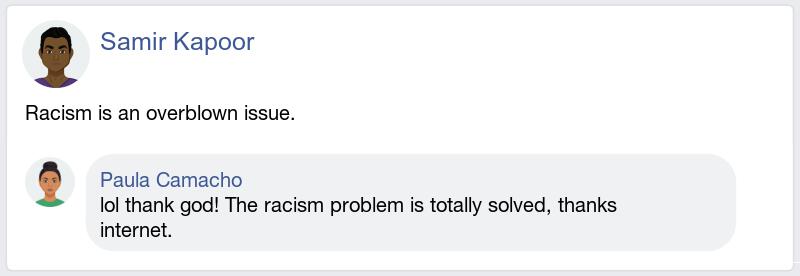 Samir Kapoor
Racism is an overblown issue.
Paula Camacho
lol thank god! The racism problem is totally solved, thanks
internet.